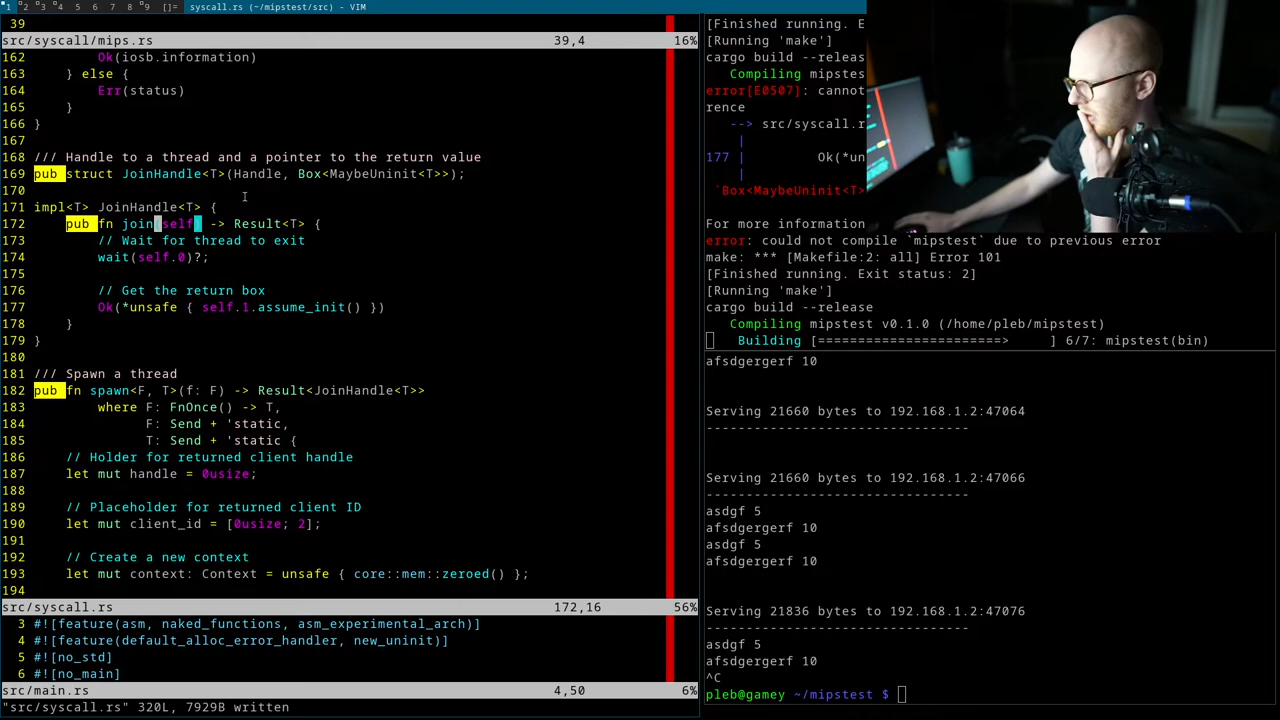 1 2 3 4 5 6 7 8 9 []= syscall.rs (~/mipstest/src) - VIM
39
src/syscall/mips.rs 39,4 16%
162 Ok(iosb.information)
163 } else {
164 Err(status)
165 }
166 }
167
168 /// Handle to a thread and a pointer to the return value
169 pub struct JoinHandle<T>(Handle, Box<MaybeUninit<T>>);
170
171 impl<T> JoinHandle<T> {
172 pub fn join(self) -> Result<T> {
173 // Wait for thread to exit
174 wait(self.0)?;
175
176 // Get the return box
177 Ok(*unsafe { self.1.assume_init() })
178 }
179 }
180
181 /// Spawn a thread
182 pub fn spawn<F, T>(f: F) -> Result<JoinHandle<T>>
183 where F: FnOnce() -> T,
184 F: Send + 'static,
185 T: Send + 'static {
186 // Holder for returned client handle
187 let mut handle = 0usize;
188
189 // Placeholder for returned client ID
190 let mut client_id = [0usize; 2];
191
192 // Create a new context
193 let mut context: Context = unsafe { core::mem::zeroed() };
194
src/syscall.rs 172,16 56%
3 #![feature(asm, naked_functions, asm_experimental_arch)]
4 #![feature(default_alloc_error_handler, new_uninit)]
5 #![no_std]
6 #![no_main]
src/main.rs 4,50 6%
"src/syscall.rs" 320L, 7929B written
[Finished running. E
[Running 'make']
cargo build --releas
Compiling mipstes
error[E0507]: cannot
rence
--> src/syscall.r
|
177 | Ok(*un
|
`Box<MaybeUninit<T>
For more information
error: could not compile `mipstest` due to previous error
make: *** [Makefile:2: all] Error 101
[Finished running. Exit status: 2]
[Running 'make']
cargo build --release
Compiling mipstest v0.1.0 (/home/pleb/mipstest)
Building [=======================> ] 6/7: mipstest(bin)
afsdgergerf 10
Serving 21660 bytes to 192.168.1.2:47064
--------------------------------
Serving 21660 bytes to 192.168.1.2:47066
--------------------------------
asdgf 5
afsdgergerf 10
asdgf 5
afsdgergerf 10
Serving 21836 bytes to 192.168.1.2:47076
--------------------------------
asdgf 5
afsdgergerf 10
^C
pleb@gamey ~/mipstest $